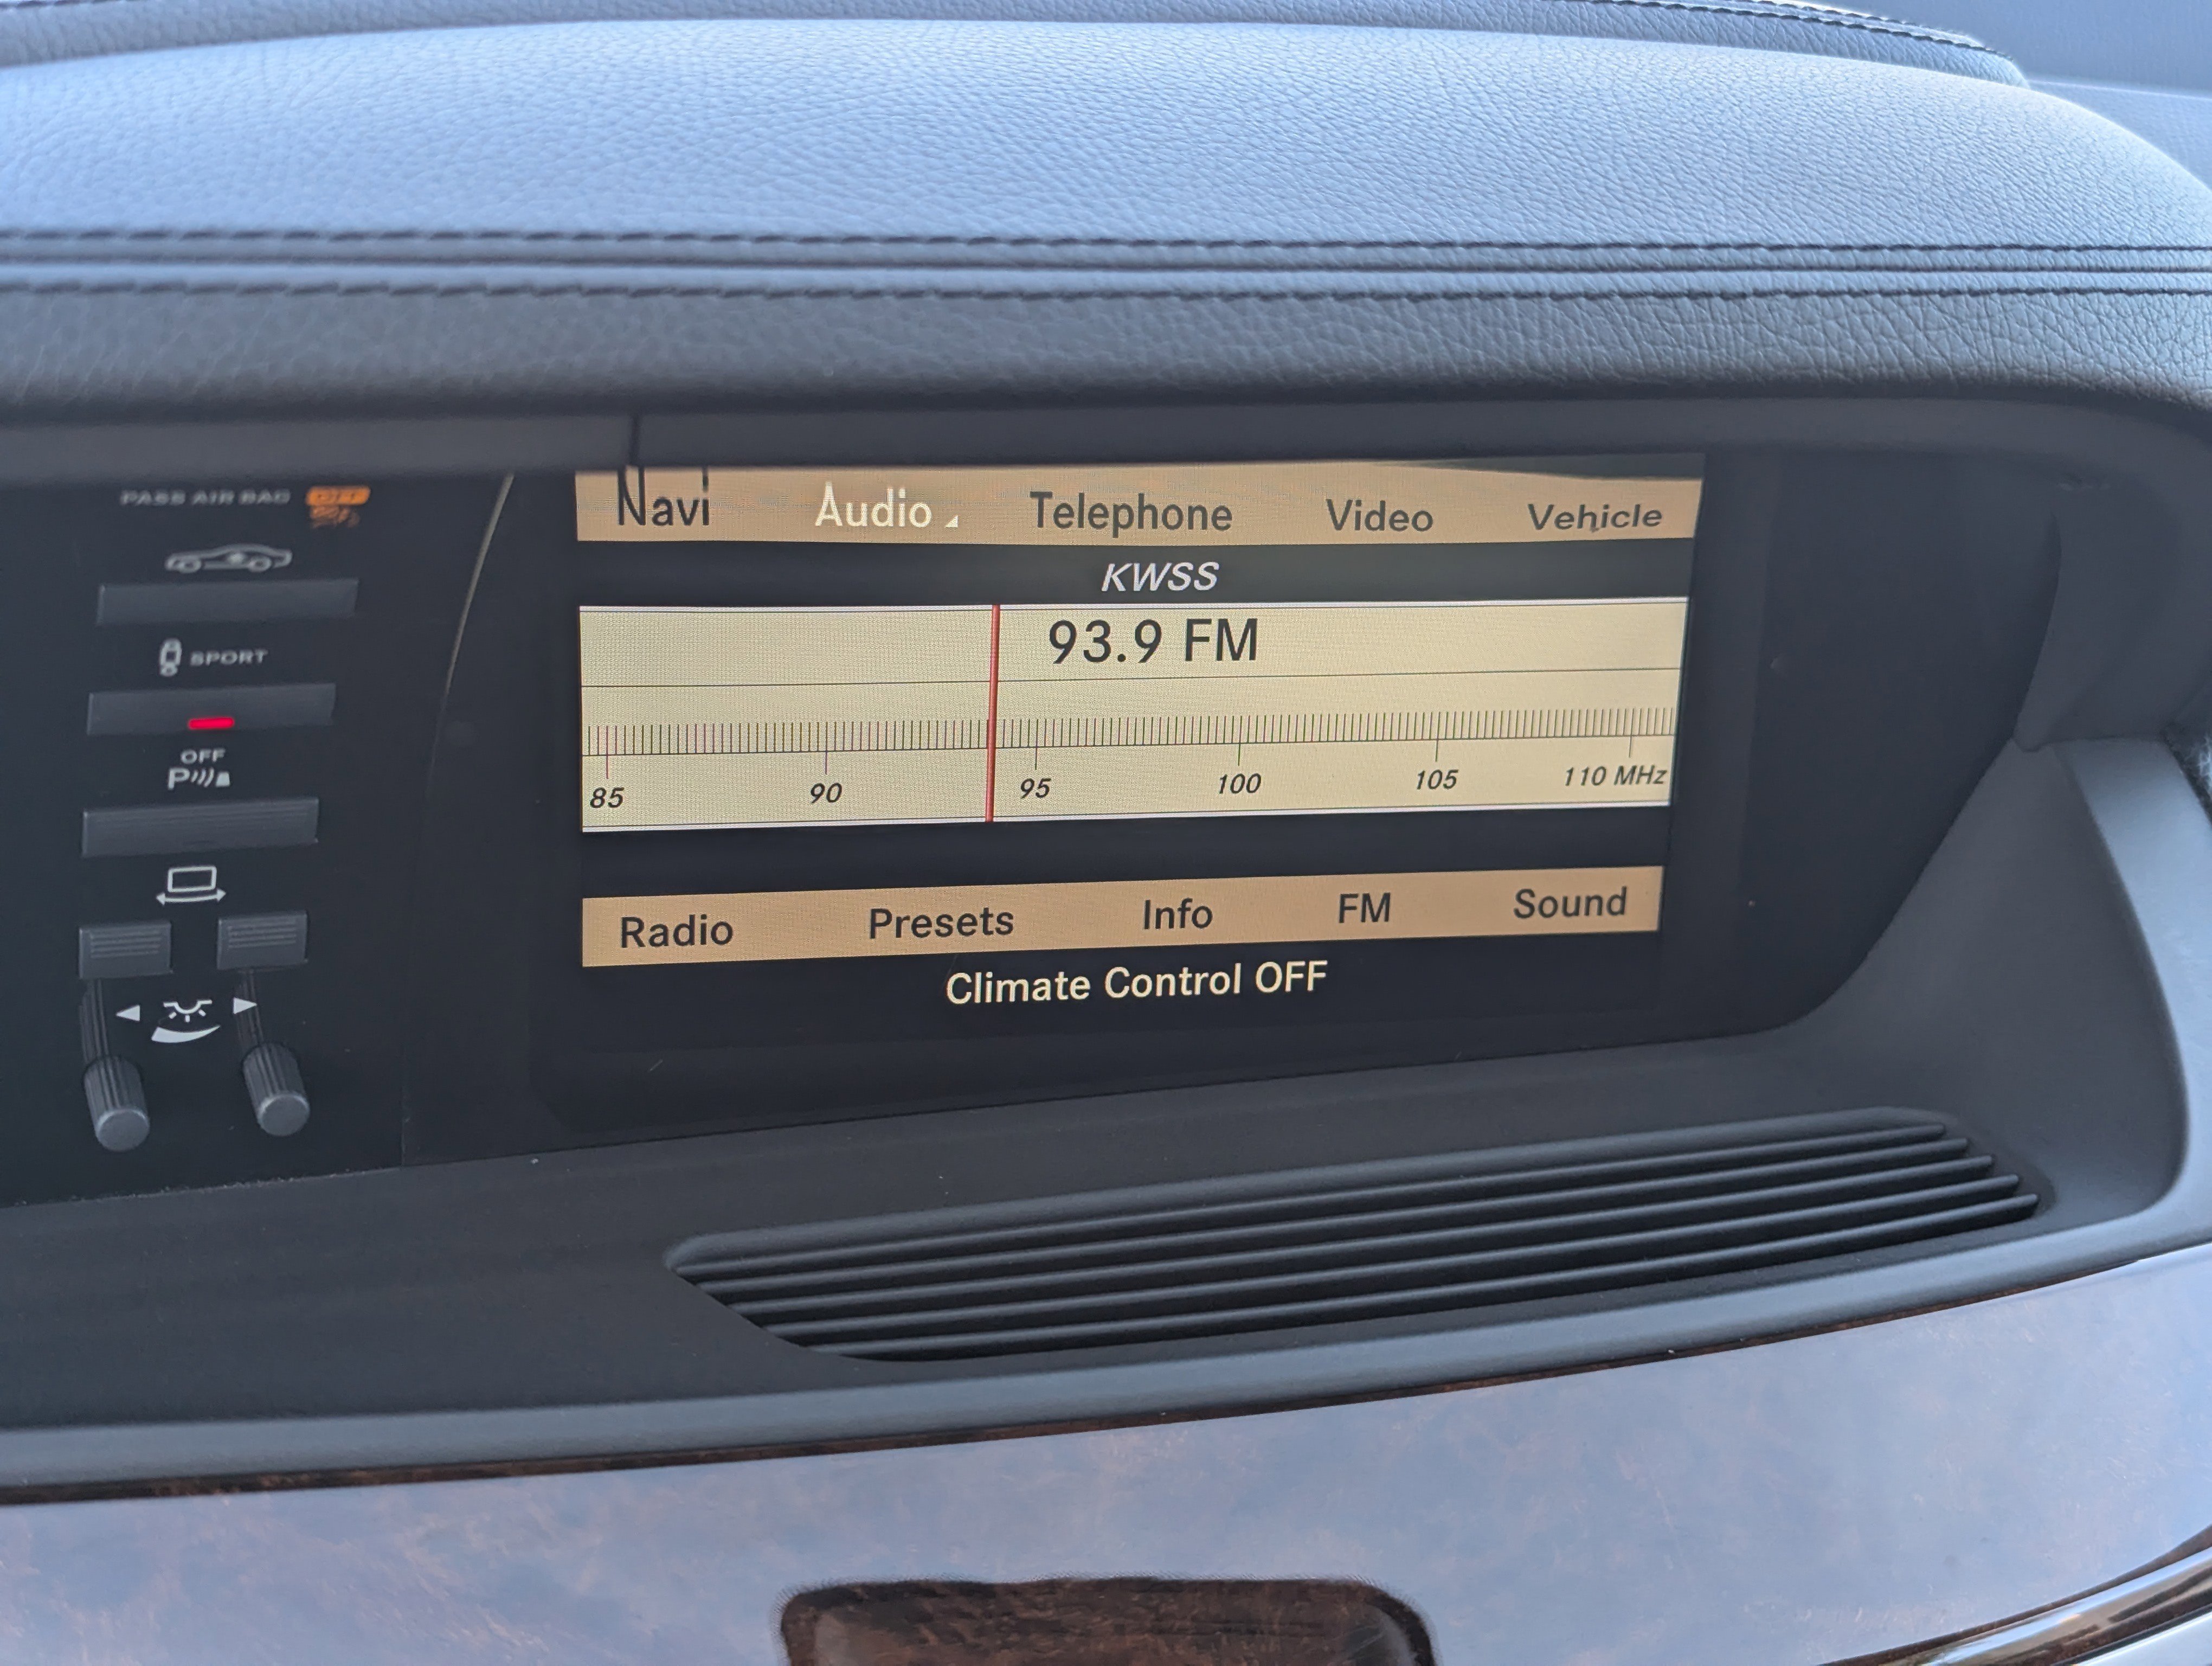 PASS AIR BAG OFF
SPORT
OFF
P
Navi Audio Telephone Video Vehicle
KWSS
93.9 FM
85 90 95 100 105 110 MHz
Radio Presets Info FM Sound
Climate Control OFF